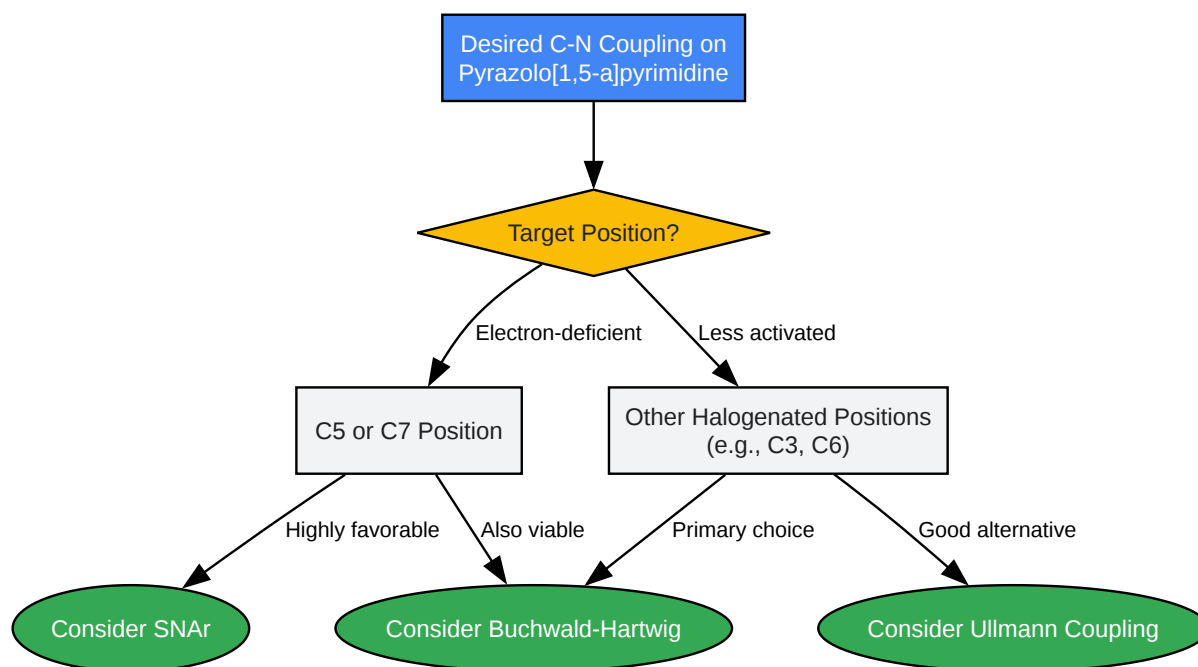 Desired C-N Coupling on
Pyrazolo[1,5-a]pyrimidine
Target Position?
Electron-deficient
Less activated
C5 or C7 Position
Other Halogenated Positions
(e.g., C3, C6)
Highly favorable
Also viable
Primary choice
Good alternative
Consider SNAr
Consider Buchwald-Hartwig
Consider Ullmann Coupling